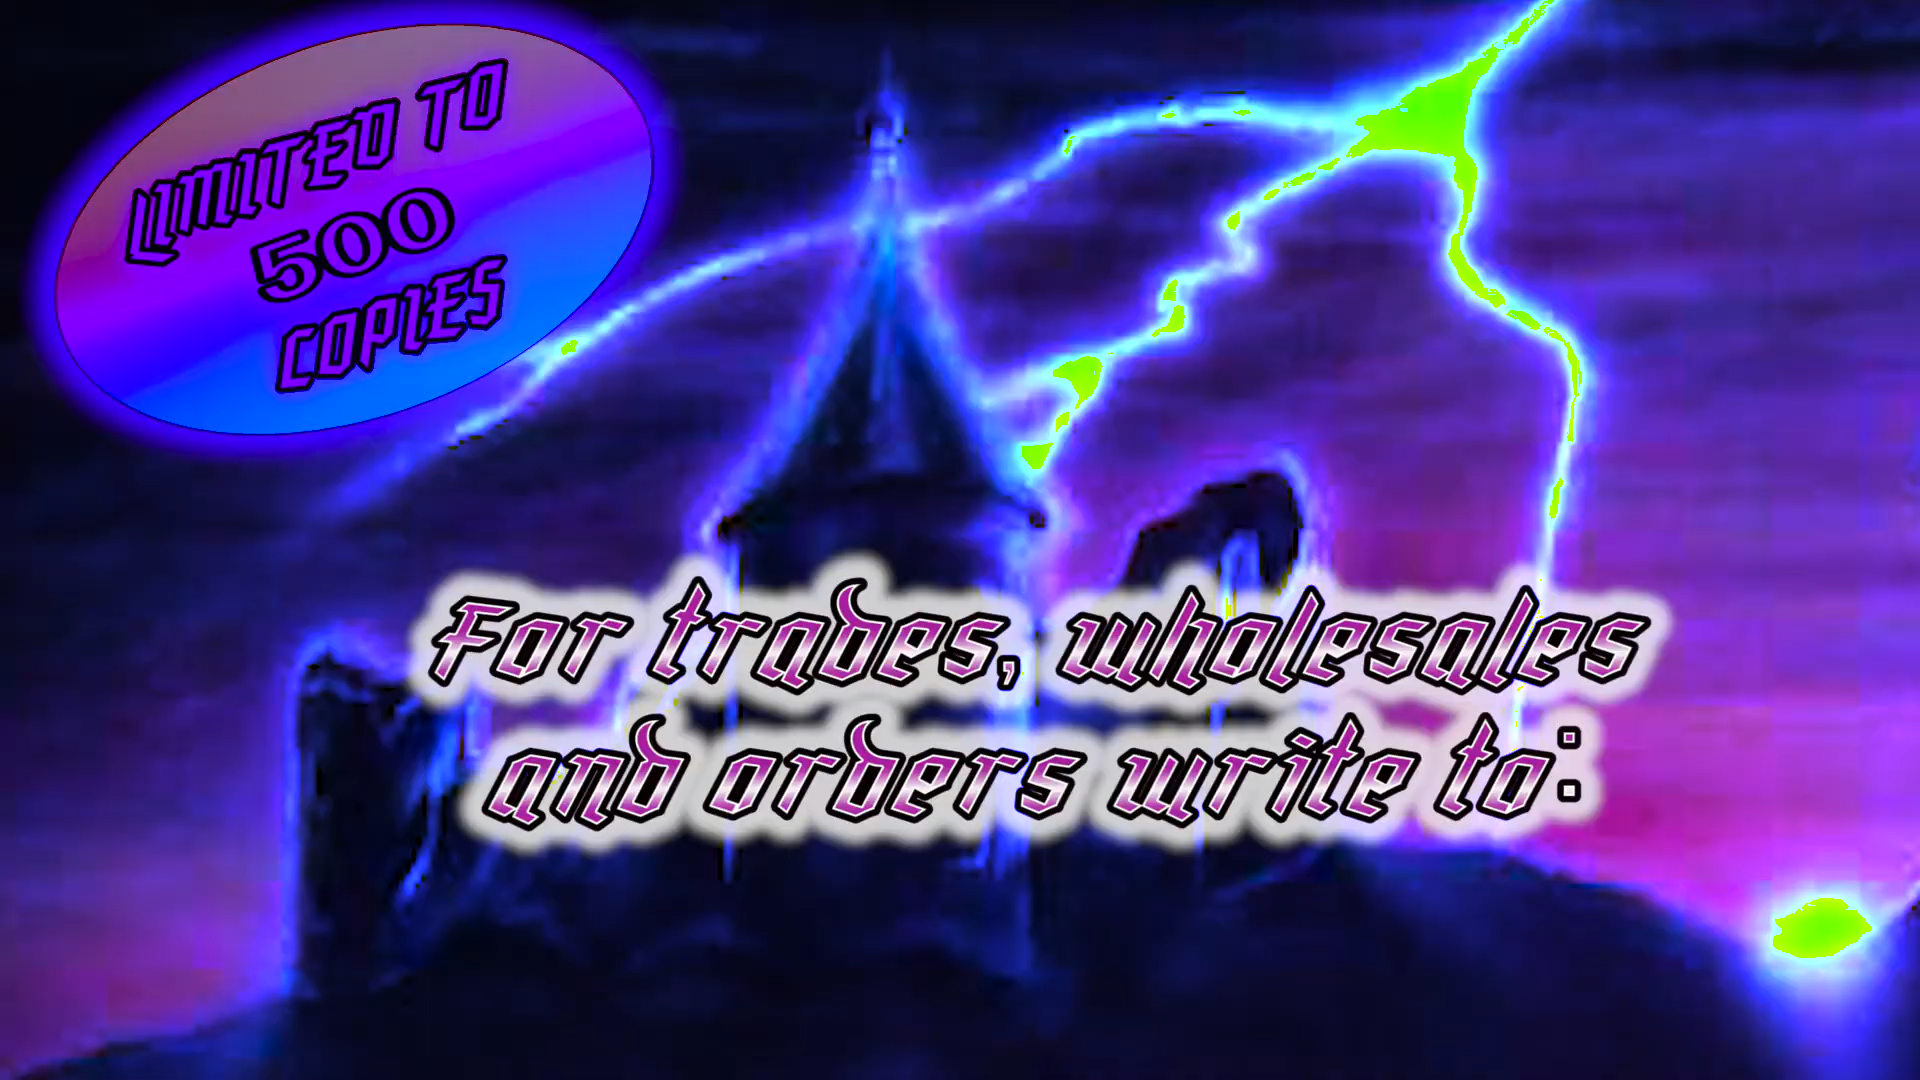 LIMITED TO
500
COPIES
For trades, wholesales
and orders write to: